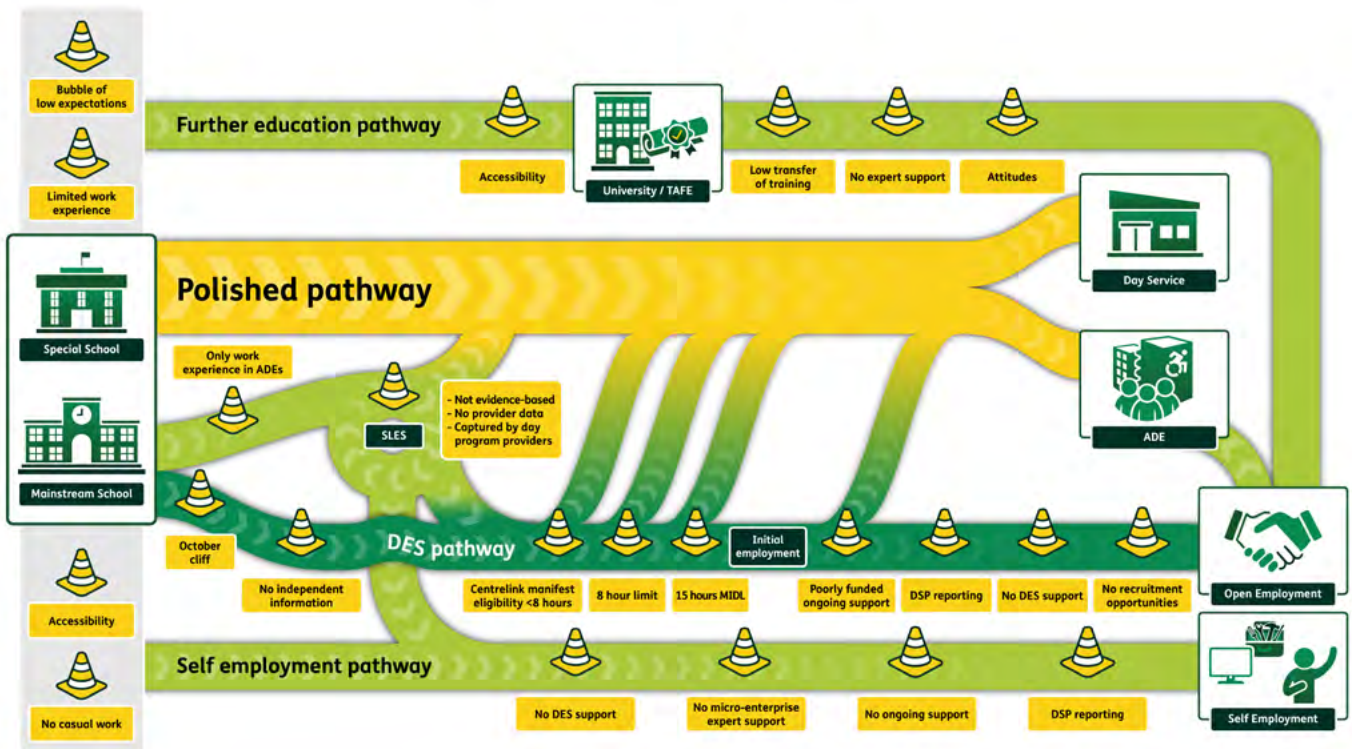 Bubble of
low expectations
Limited work
experience
Further education pathway
Accessibility
University / TAFE
Low transfer
of training
No expert support
Attitudes
Special School
Mainstream School
Polished pathway
Day Service
ADE
Only work
experience in ADEs
SLES
- Not evidence-based
- No provider data
- Captured by day
program providers
October
cliff
No independent
information
DES pathway
Centrelink manifest
eligibility <8 hours
8 hour limit
15 hours MIDL
Initial
employment
Poorly funded
ongoing support
DSP reporting
No DES support
No recruitment
opportunities
Open Employment
Accessibility
No casual work
Self employment pathway
No DES support
No micro-enterprise
expert support
No ongoing support
DSP reporting
Self Employment